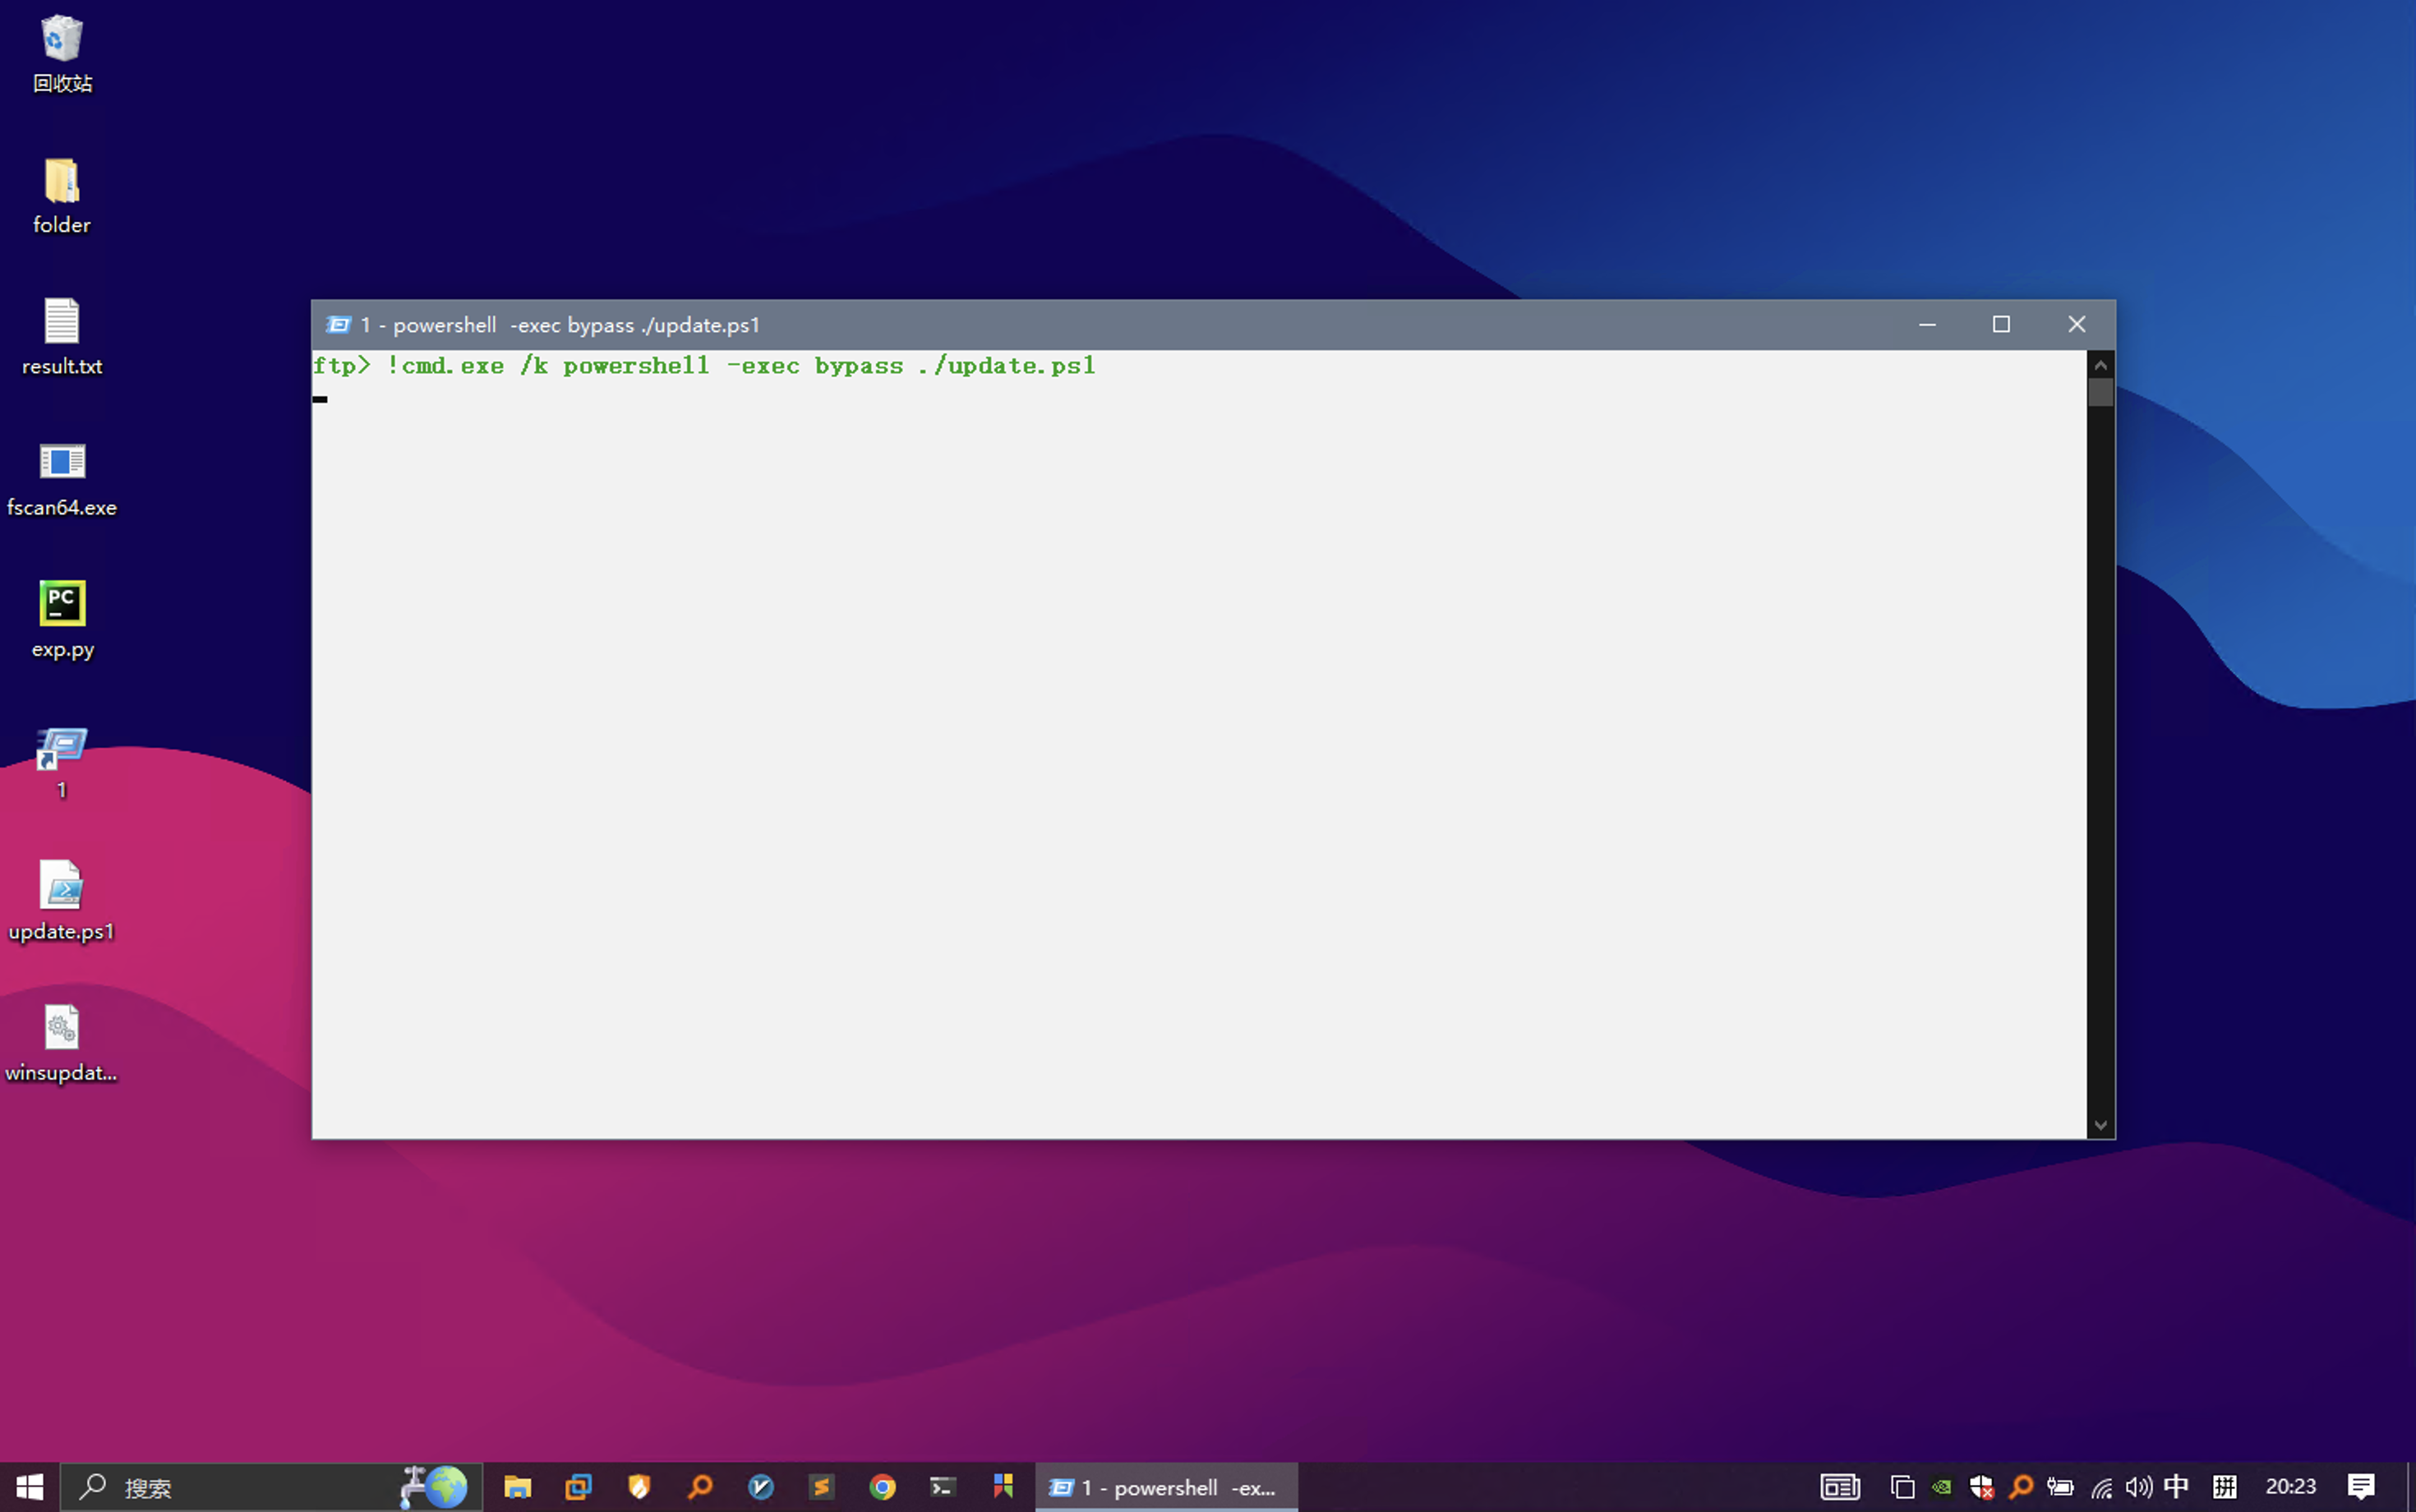 回收站
folder
result.txt
fscan64.exe
PC
exp.py
1
update.ps1
winsupdat...
1 - powershell  -exec bypass ./update.ps1
ftp> !cmd.exe /k powershell -exec bypass ./update.ps1
搜索
1 - powershell  -ex...
中
拼
20:23